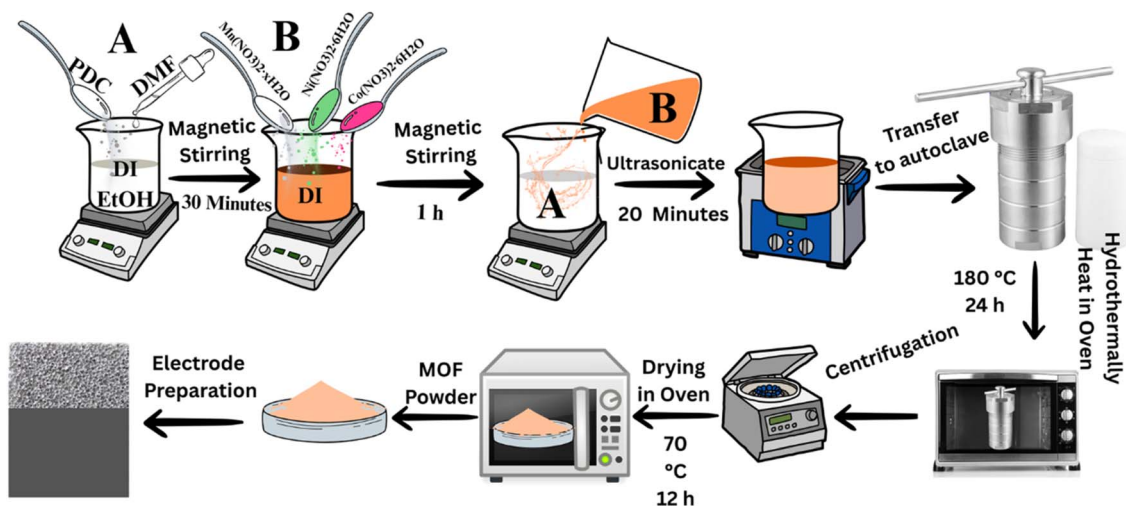 A
PDC
DMF
DI
EtOH
Magnetic
Stirring
30 Minutes
B
Mn(NO3)2·xH2O
Ni(NO3)2·6H2O
Co(NO3)2·6H2O
DI
Magnetic
Stirring
1 h
B
A
Ultrasonicate
20 Minutes
Transfer
to autoclave
Hydrothermally
Heat in Oven
180 °C
24 h
Centrifugation
Drying
in Oven
70
°C
12 h
MOF
Powder
Electrode
Preparation